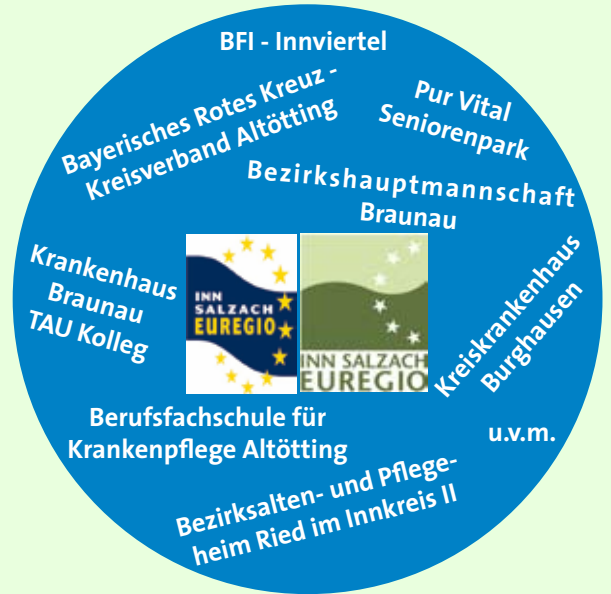 BFI - Innviertel
Bayerisches Rotes Kreuz -
Kreisverband Altötting
Pur Vital
Seniorenpark
Bezirkshauptmannschaft
Braunau
Krankenhaus
Braunau
TAU Kolleg
INN
SALZACH
EUREGIO
INN SALZACH
EUREGIO
Kreiskrankenhaus
Burghausen
Berufsfachschule für
Krankenpflege Altötting
u.v.m.
Bezirksalten- und Pflege-
heim Ried im Innkreis II